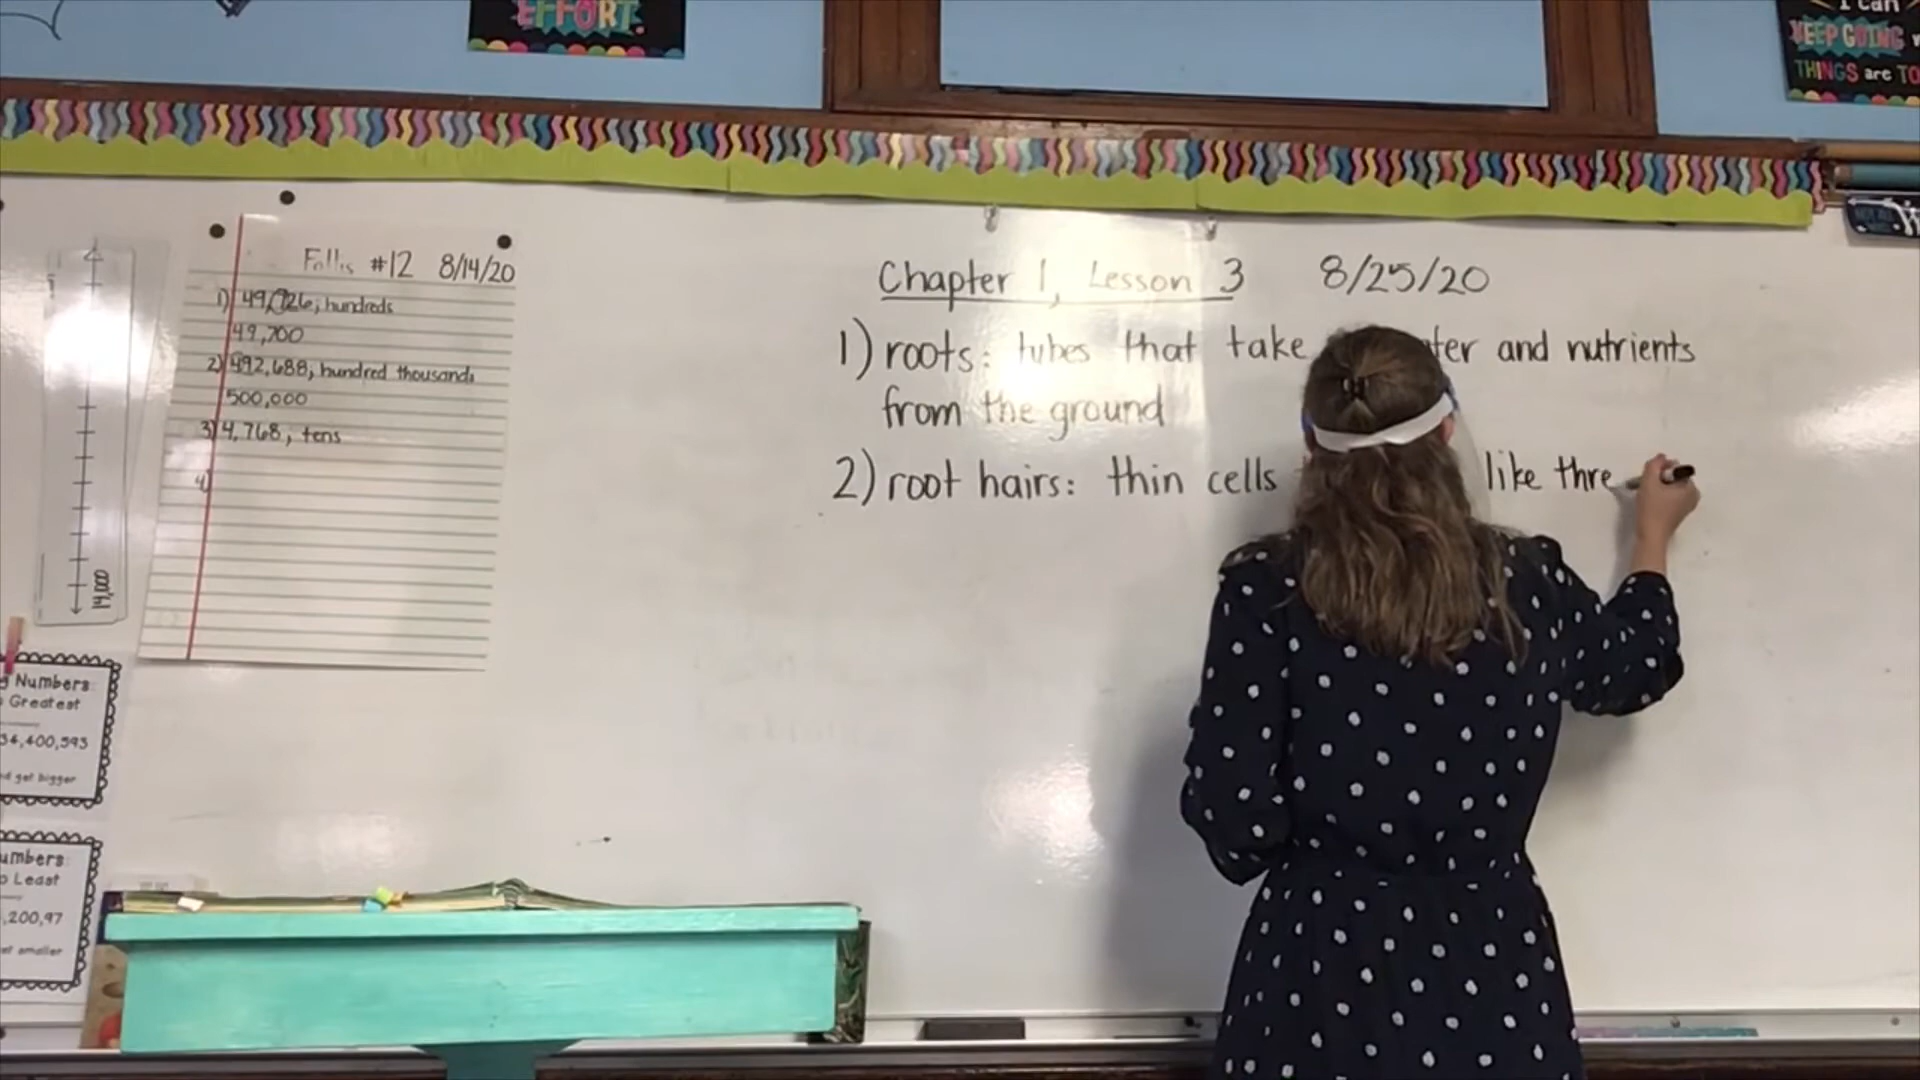 EFFORT.
I can
KEEP GOING
THINGS are TO
Follis #12 8/14/20
1) 49,726, hundreds
49,700
2) 492,688, hundred thousands
500,000
3) 4,768, tens
4)
14,000
Numbers:
Greatest
34,400,593
get bigger
umbers:
o Least
,200,97
smaller
Chapter 1, Lesson 3 8/25/20
1) roots: tubes that take ter and nutrients
from the ground
2) root hairs: thin cells like thre